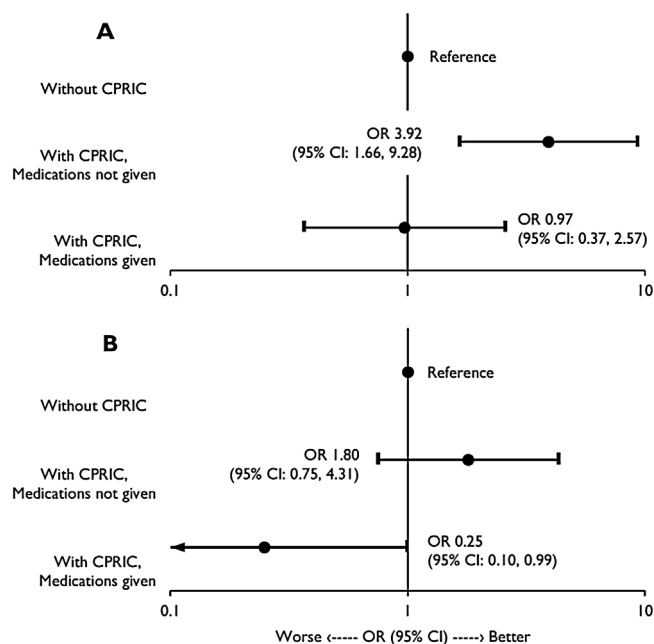 A
Reference
Without CPRIC
OR 3.92
(95% CI: 1.66, 9.28)
With CPRIC,
Medications not given
OR 0.97
(95% CI: 0.37, 2.57)
With CPRIC,
Medications given
0.1 1 10
B
Reference
Without CPRIC
OR 1.80
(95% CI: 0.75, 4.31)
With CPRIC,
Medications not given
OR 0.25
(95% CI: 0.10, 0.99)
With CPRIC,
Medications given
0.1 1 10
Worse <----- OR (95% CI) -----> Better